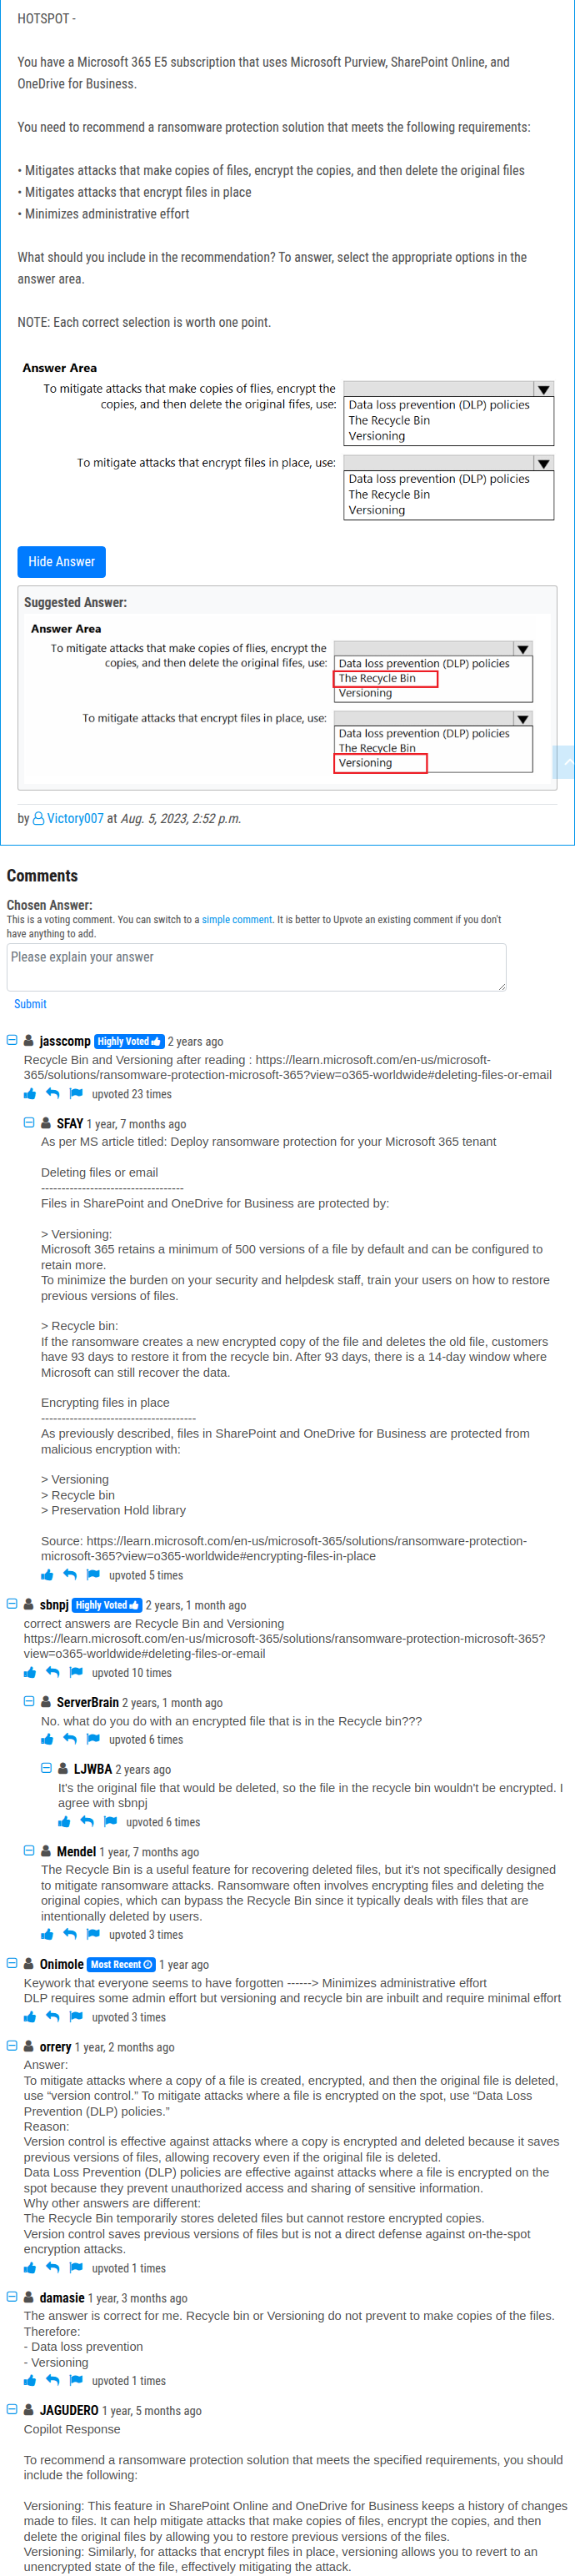 HOTSPOT -
You have a Microsoft 365 E5 subscription that uses Microsoft Purview, SharePoint Online, and
OneDrive for Business.
You need to recommend a ransomware protection solution that meets the following requirements:
• Mitigates attacks that make copies of files, encrypt the copies, and then delete the original files
• Mitigates attacks that encrypt files in place
• Minimizes administrative effort
What should you include in the recommendation? To answer, select the appropriate options in the
answer area.
NOTE: Each correct selection is worth one point.
Answer Area
To mitigate attacks that make copies of flies, encrypt the
copies, and then delete the original fifes, use:
Data loss prevention (DLP) policies
The Recycle Bin
Versioning
To mitigate attacks that encrypt files in place, use:
Data loss prevention (DLP) policies
The Recycle Bin
Versioning
Hide Answer
Suggested Answer:
Answer Area
To mitigate attacks that make copies of flies, encrypt the
copies, and then delete the original fifes, use:
Data loss prevention (DLP) policies
The Recycle Bin
Versioning
To mitigate attacks that encrypt files in place, use:
Data loss prevention (DLP) policies
The Recycle Bin
Versioning
by Victory007 at Aug. 5, 2023, 2:52 p.m.
Comments
Chosen Answer:
This is a voting comment. You can switch to a simple comment. It is better to Upvote an existing comment if you don't
have anything to add.
Please explain your answer
Submit
jasscomp Highly Voted 2 years ago
Recycle Bin and Versioning after reading : https://learn.microsoft.com/en-us/microsoft-
365/solutions/ransomware-protection-microsoft-365?view=o365-worldwide#deleting-files-or-email
upvoted 23 times
SFAY 1 year, 7 months ago
As per MS article titled: Deploy ransomware protection for your Microsoft 365 tenant
Deleting files or email
-----------------------------------
Files in SharePoint and OneDrive for Business are protected by:
> Versioning:
Microsoft 365 retains a minimum of 500 versions of a file by default and can be configured to
retain more.
To minimize the burden on your security and helpdesk staff, train your users on how to restore
previous versions of files.
> Recycle bin:
If the ransomware creates a new encrypted copy of the file and deletes the old file, customers
have 93 days to restore it from the recycle bin. After 93 days, there is a 14-day window where
Microsoft can still recover the data.
Encrypting files in place
--------------------------------------
As previously described, files in SharePoint and OneDrive for Business are protected from
malicious encryption with:
> Versioning
> Recycle bin
> Preservation Hold library
Source: https://learn.microsoft.com/en-us/microsoft-365/solutions/ransomware-protection-
microsoft-365?view=o365-worldwide#encrypting-files-in-place
upvoted 5 times
sbnpj Highly Voted 2 years, 1 month ago
correct answers are Recycle Bin and Versioning
https://learn.microsoft.com/en-us/microsoft-365/solutions/ransomware-protection-microsoft-365?
view=o365-worldwide#deleting-files-or-email
upvoted 10 times
ServerBrain 2 years, 1 month ago
No. what do you do with an encrypted file that is in the Recycle bin???
upvoted 6 times
LJWBA 2 years ago
It's the original file that would be deleted, so the file in the recycle bin wouldn't be encrypted. I
agree with sbnpj
upvoted 6 times
Mendel 1 year, 7 months ago
The Recycle Bin is a useful feature for recovering deleted files, but it's not specifically designed
to mitigate ransomware attacks. Ransomware often involves encrypting files and deleting the
original copies, which can bypass the Recycle Bin since it typically deals with files that are
intentionally deleted by users.
upvoted 3 times
Onimole Most Recent 1 year ago
Keywork that everyone seems to have forgotten ------> Minimizes administrative effort
DLP requires some admin effort but versioning and recycle bin are inbuilt and require minimal effort
upvoted 3 times
orrery 1 year, 2 months ago
Answer:
To mitigate attacks where a copy of a file is created, encrypted, and then the original file is deleted,
use “version control.” To mitigate attacks where a file is encrypted on the spot, use “Data Loss
Prevention (DLP) policies.”
Reason:
Version control is effective against attacks where a copy is encrypted and deleted because it saves
previous versions of files, allowing recovery even if the original file is deleted.
Data Loss Prevention (DLP) policies are effective against attacks where a file is encrypted on the
spot because they prevent unauthorized access and sharing of sensitive information.
Why other answers are different:
The Recycle Bin temporarily stores deleted files but cannot restore encrypted copies.
Version control saves previous versions of files but is not a direct defense against on-the-spot
encryption attacks.
upvoted 1 times
damasie 1 year, 3 months ago
The answer is correct for me. Recycle bin or Versioning do not prevent to make copies of the files.
Therefore:
- Data loss prevention
- Versioning
upvoted 1 times
JAGUDERO 1 year, 5 months ago
Copilot Response
To recommend a ransomware protection solution that meets the specified requirements, you should
include the following:
Versioning: This feature in SharePoint Online and OneDrive for Business keeps a history of changes
made to files. It can help mitigate attacks that make copies of files, encrypt the copies, and then
delete the original files by allowing you to restore previous versions of the files.
Versioning: Similarly, for attacks that encrypt files in place, versioning allows you to revert to an
unencrypted state of the file, effectively mitigating the attack.